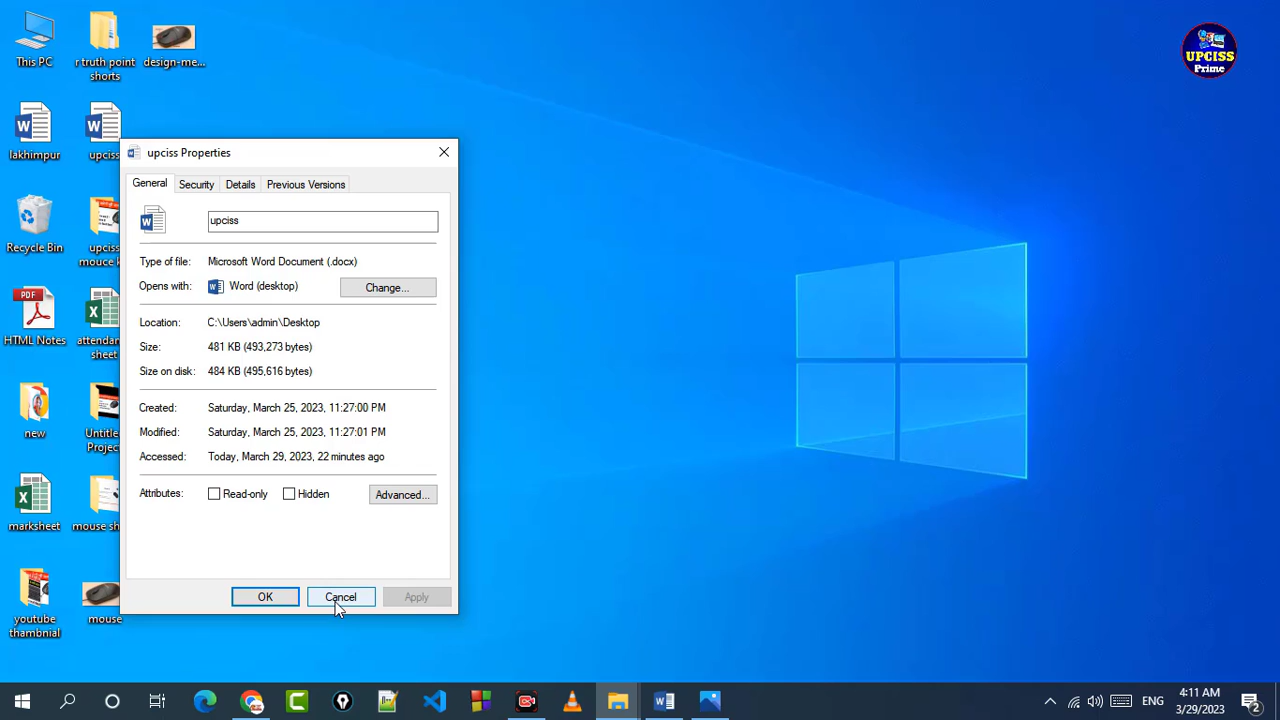 This PC
r truth point
shorts
design-me...
UPCISS
Prime
lakhimpur
upciss
upciss Properties
General
Security
Details
Previous Versions
upciss
Type of file:
Microsoft Word Document (.docx)
Opens with:
Word (desktop)
Change...
Location:
C:\Users\admin\Desktop
Size:
481 KB (493,273 bytes)
Size on disk:
484 KB (495,616 bytes)
Created:
Saturday, March 25, 2023, 11:27:00 PM
Modified:
Saturday, March 25, 2023, 11:27:01 PM
Accessed:
Today, March 29, 2023, 22 minutes ago
Attributes:
Read-only
Hidden
Advanced...
OK
Cancel
Apply
Recycle Bin
upciss
mouce k
HTML Notes
attendan
sheet
new
Untitle
Projec
marksheet
mouse sh
youtube
thambnial
mouse
ENG
4:11 AM
3/29/2023
2